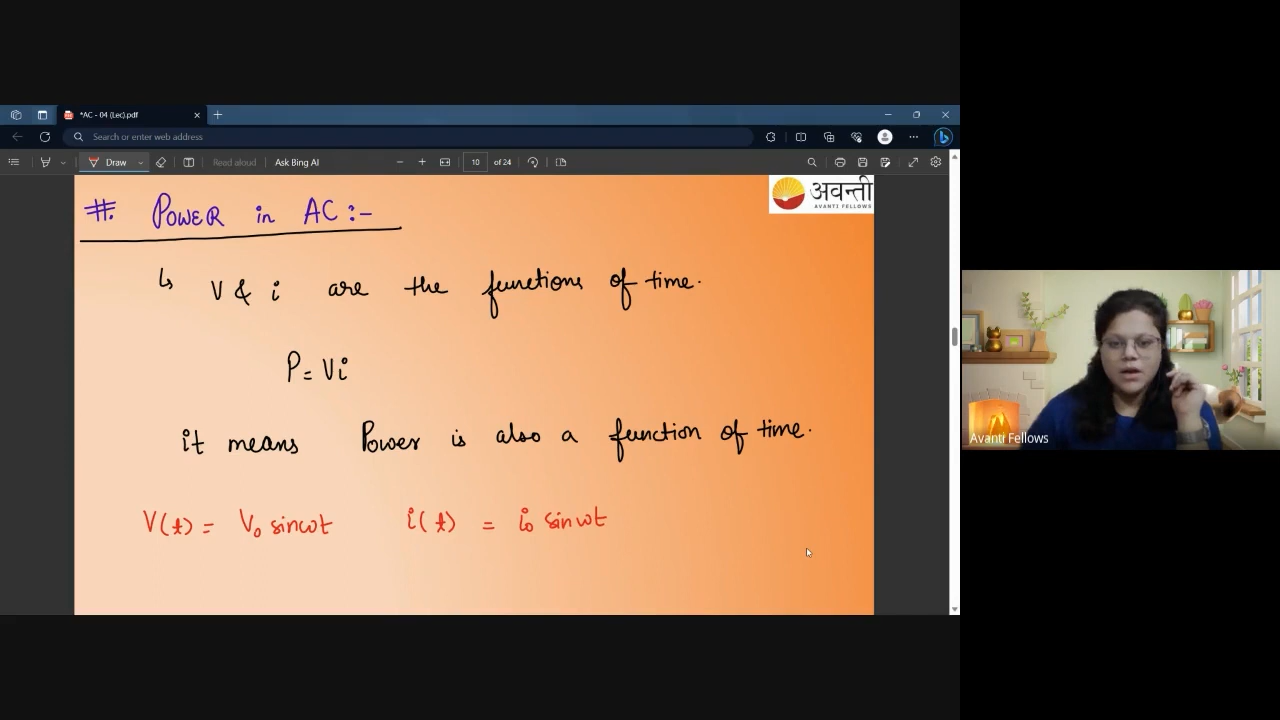 *AC - 04 (Lec).pdf
Search or enter web address
Draw Read aloud Ask Bing AI 10 of 24
अवन्ती
AVANTI FELLOWS
#. POWER in AC :-
↳ V & i are the functions of time.
P = Vi
it means Power is also a function of time.
V(t) = V₀ sinωt i(t) = i₀ sinωt
Avanti Fellows